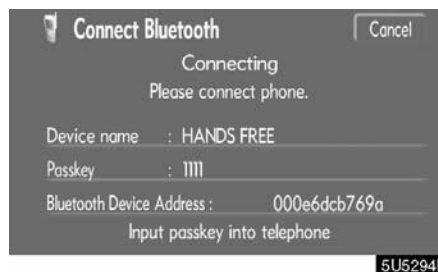 Connect Bluetooth Cancel
Connecting
Please connect phone.
Device name : HANDS FREE
Passkey : 1111
Bluetooth Device Address : 000e6dcb769a
Input passkey into telephone
5U5294